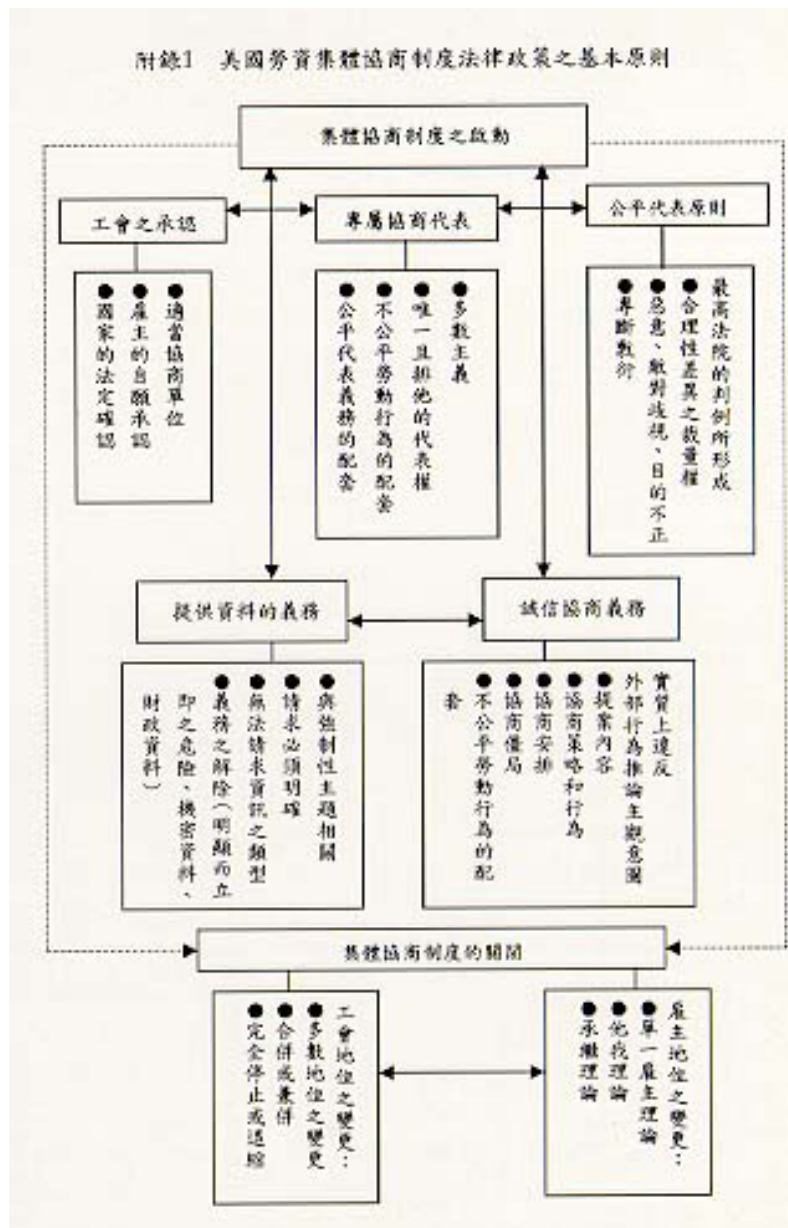 附錄1　美國勞資集體協商制度法律政策之基本原則
集體協商制度之啟動
工會之承認
專屬協商代表
公平代表原則
適當協商單位
●雇主的自願承認
●國家的法定確認
●多數主義
●唯一且排他的代表權
●不公平勞動行為的配套
●公平代表義務的配套
最高法院的判例所形成
●合理性差異之裁量權
●惡意、敵對歧視、目的不正
●專斷敷衍
提供資料的義務
誠信協商義務
●與強制性主題相關
●請求必須明確
●無法請求資訊之類型
●義務之解除(明顯而立
即之危險、機密資料、
財政資料)
實質上違反
外部行為推論主觀意圖
●提案內容
●協商策略和行為
●協商安排
●協商僵局
●不公平勞動行為的配
套
集體協商制度的關閉
工會地位之變更：
●多數地位之變更
●合併或兼併
●完全停止或退縮
雇主地位之變更：
●單一雇主理論
●他我理論
●承繼理論